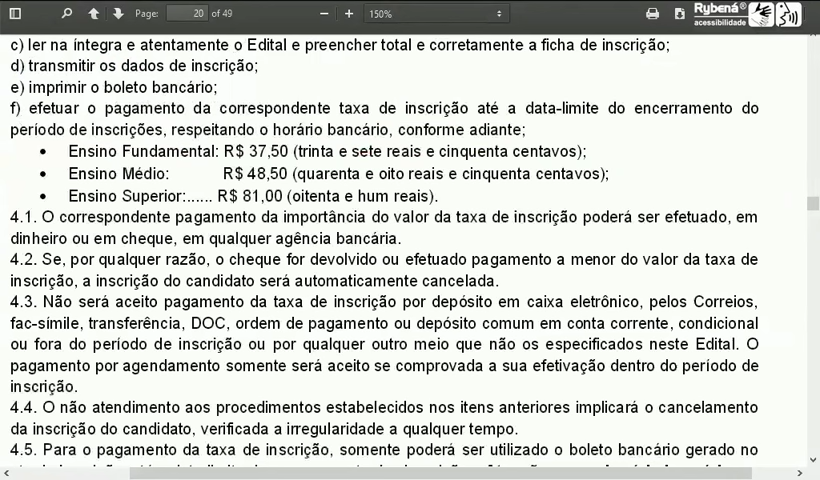 Page: 20 of 49 − + 150% Rybená® acessibilidade
c) ler na íntegra e atentamente o Edital e preencher total e corretamente a ficha de inscrição;
d) transmitir os dados de inscrição;
e) imprimir o boleto bancário;
f) efetuar o pagamento da correspondente taxa de inscrição até a data-limite do encerramento do
período de inscrições, respeitando o horário bancário, conforme adiante;
• Ensino Fundamental: R$ 37,50 (trinta e sete reais e cinquenta centavos);
• Ensino Médio: R$ 48,50 (quarenta e oito reais e cinquenta centavos);
• Ensino Superior:...... R$ 81,00 (oitenta e hum reais).
4.1. O correspondente pagamento da importância do valor da taxa de inscrição poderá ser efetuado, em
dinheiro ou em cheque, em qualquer agência bancária.
4.2. Se, por qualquer razão, o cheque for devolvido ou efetuado pagamento a menor do valor da taxa de
inscrição, a inscrição do candidato será automaticamente cancelada.
4.3. Não será aceito pagamento da taxa de inscrição por depósito em caixa eletrônico, pelos Correios,
fac-símile, transferência, DOC, ordem de pagamento ou depósito comum em conta corrente, condicional
ou fora do período de inscrição ou por qualquer outro meio que não os especificados neste Edital. O
pagamento por agendamento somente será aceito se comprovada a sua efetivação dentro do período de
inscrição.
4.4. O não atendimento aos procedimentos estabelecidos nos itens anteriores implicará o cancelamento
da inscrição do candidato, verificada a irregularidade a qualquer tempo.
4.5. Para o pagamento da taxa de inscrição, somente poderá ser utilizado o boleto bancário gerado no